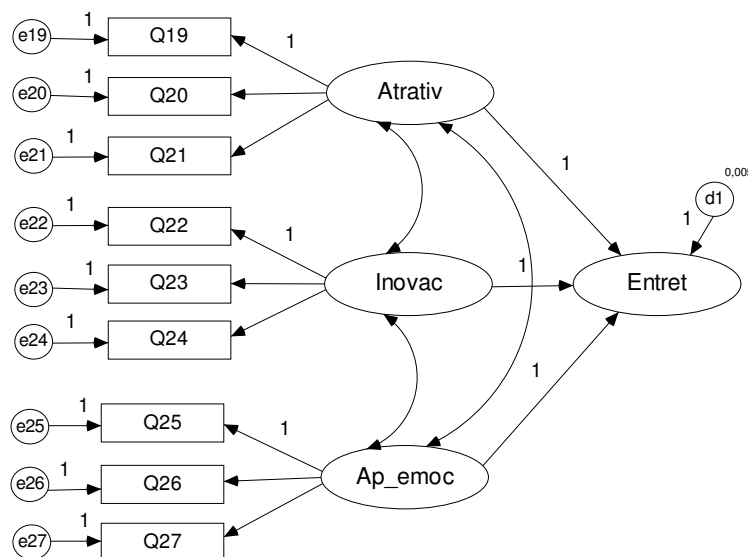 e19
1
Q19
1
e20
1
Q20
Atrativ
e21
1
Q21
1
0,005
d1
1
e22
1
Q22
1
e23
1
Q23
Inovac
1
Entret
e24
1
Q24
1
e25
1
Q25
1
e26
1
Q26
Ap_emoc
e27
1
Q27